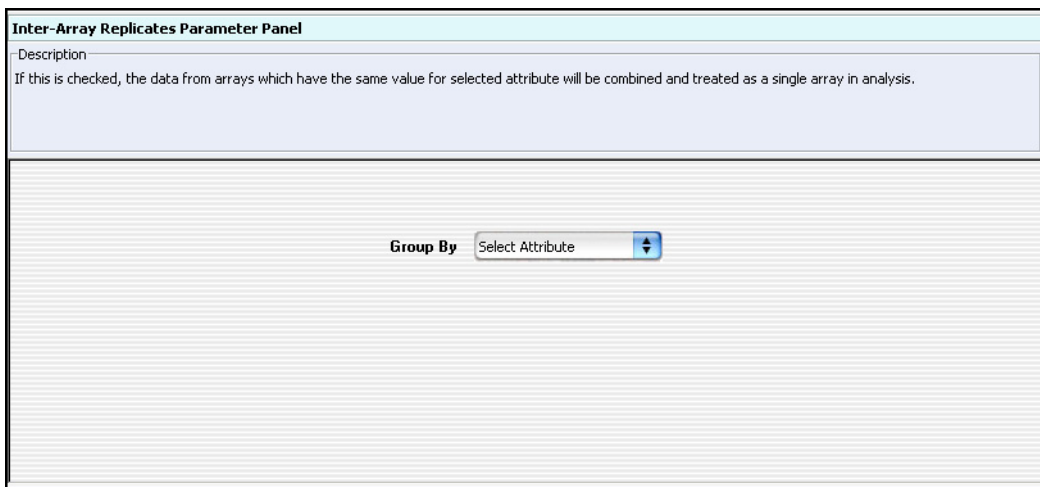 Inter-Array Replicates Parameter Panel
Description
If this is checked, the data from arrays which have the same value for selected attribute will be combined and treated as a single array in analysis.
Group By Select Attribute